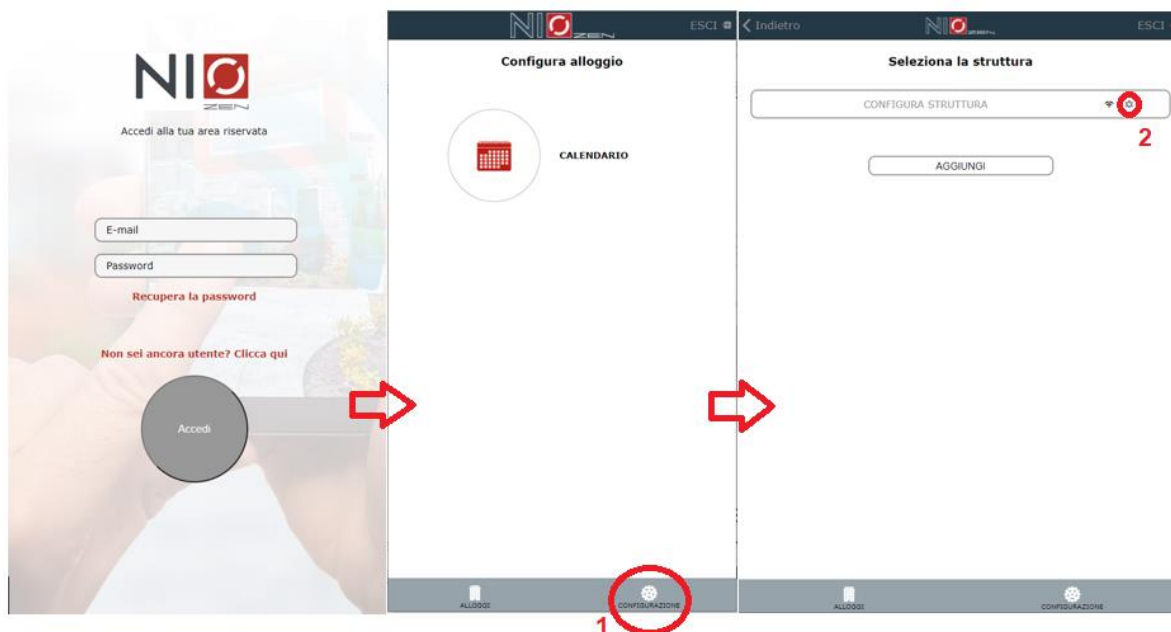 NIO
ZEN
Accedi alla tua area riservata
E-mail
Password
Recupera la password
Non sei ancora utente? Clicca qui
Accedi
NIO
ZEN
ESCI
Configura alloggio
CALENDARIO
ALLOGGI
CONFIGURAZIONE
1
Indietro
NIO
ZEN
ESCI
Seleziona la struttura
CONFIGURA STRUTTURA
2
AGGIUNGI
ALLOGGI
CONFIGURAZIONE